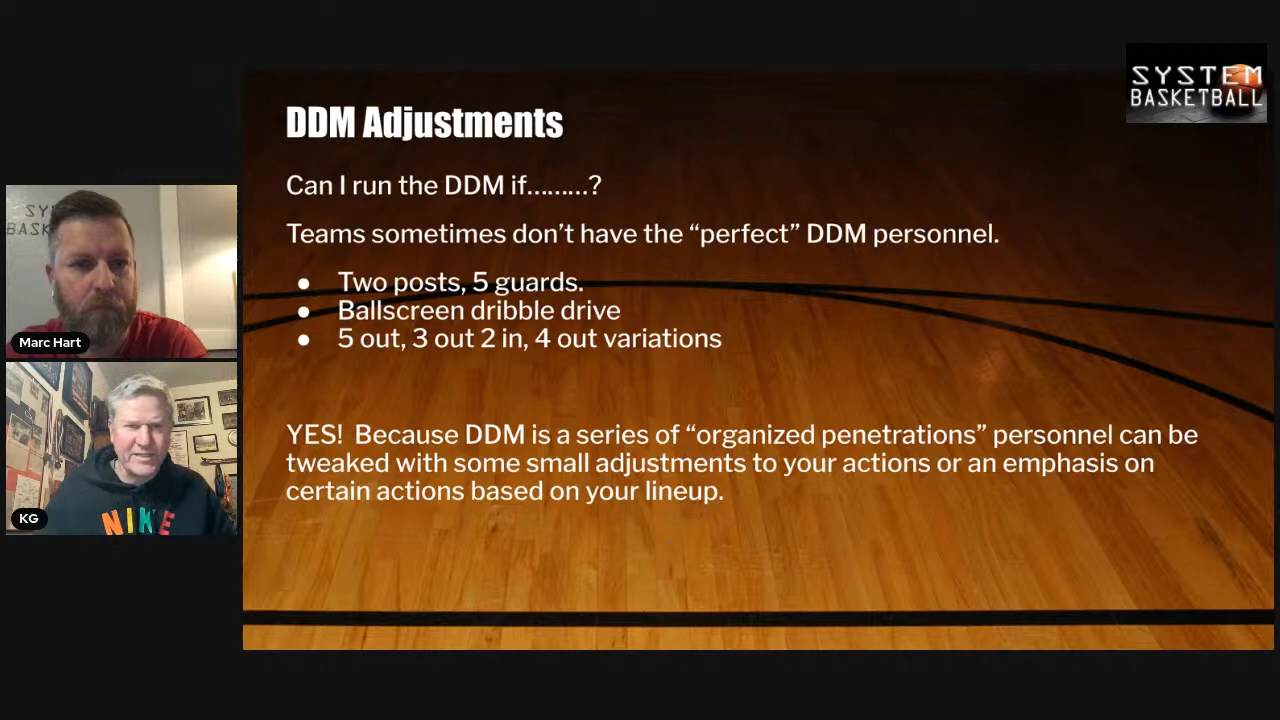 SYSTEM
BASKETBALL
DDM Adjustments
Can I run the DDM if.........?
Teams sometimes don’t have the “perfect” DDM personnel.
● Two posts, 5 guards.
● Ballscreen dribble drive
● 5 out, 3 out 2 in, 4 out variations
YES!  Because DDM is a series of “organized penetrations” personnel can be
tweaked with some small adjustments to your actions or an emphasis on
certain actions based on your lineup.
SY
BASK
Marc Hart
NIKE
KG